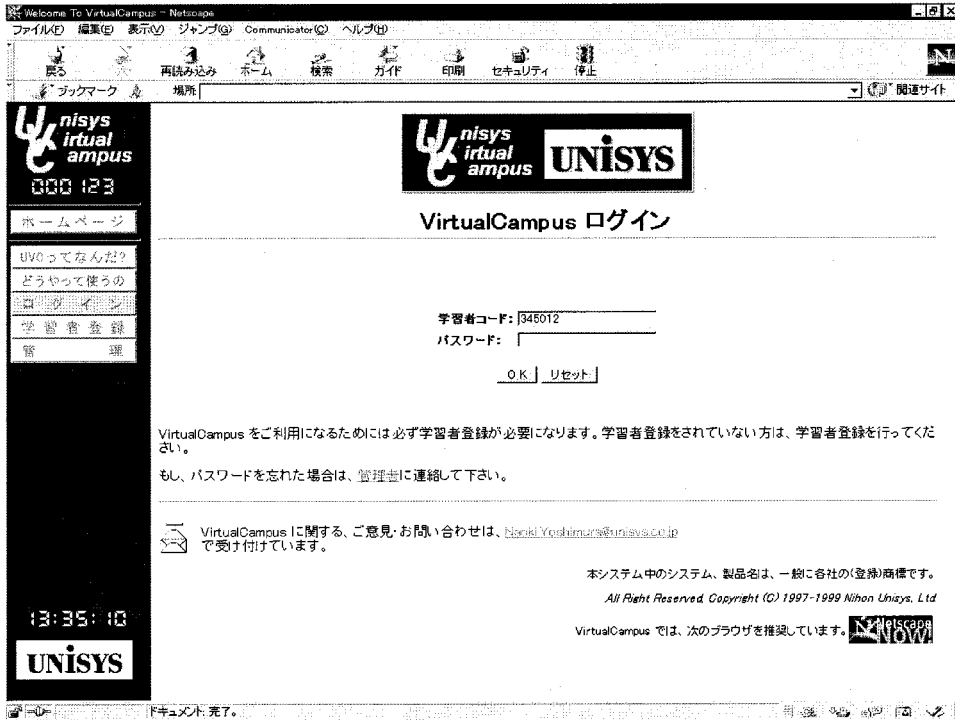 Welcome To VirtualCampus - Netscape
ファイル(F) 編集(E) 表示(V) ジャンプ(G) Communicator(C) ヘルプ(H)
戻る 次 再読み込み ホーム 検索 ガイド 印刷 セキュリティ 停止
ブックマーク 場所 関連サイト
Unisys
Virtual
Campus
000123
ホームページ
UVCってなんだ?
どうやって使うの
ログイン
学習者登録
管理
13:35:10
UNISYS
Unisys
Virtual
Campus
UNISYS
VirtualCampus ログイン
学習者コード: 345012
パスワード:
OK リセット
VirtualCampus をご利用になるためには必ず学習者登録が必要になります。学習者登録をされていない方は、学習者登録を行ってくだ
さい。
もし、パスワードを忘れた場合は、管理者に連絡して下さい。
VirtualCampus に関する、ご意見・お問い合わせは、Naoki.Yoshimura@unisys.co.jp
で受け付けています。
本システム中のシステム、製品名は、一般に各社の(登録)商標です。
All Right Reserved, Copyright (C) 1997-1999 Nihon Unisys, Ltd
VirtualCampus では、次のブラウザを推奨しています。 Netscape
NOW!
ドキュメント: 完了。